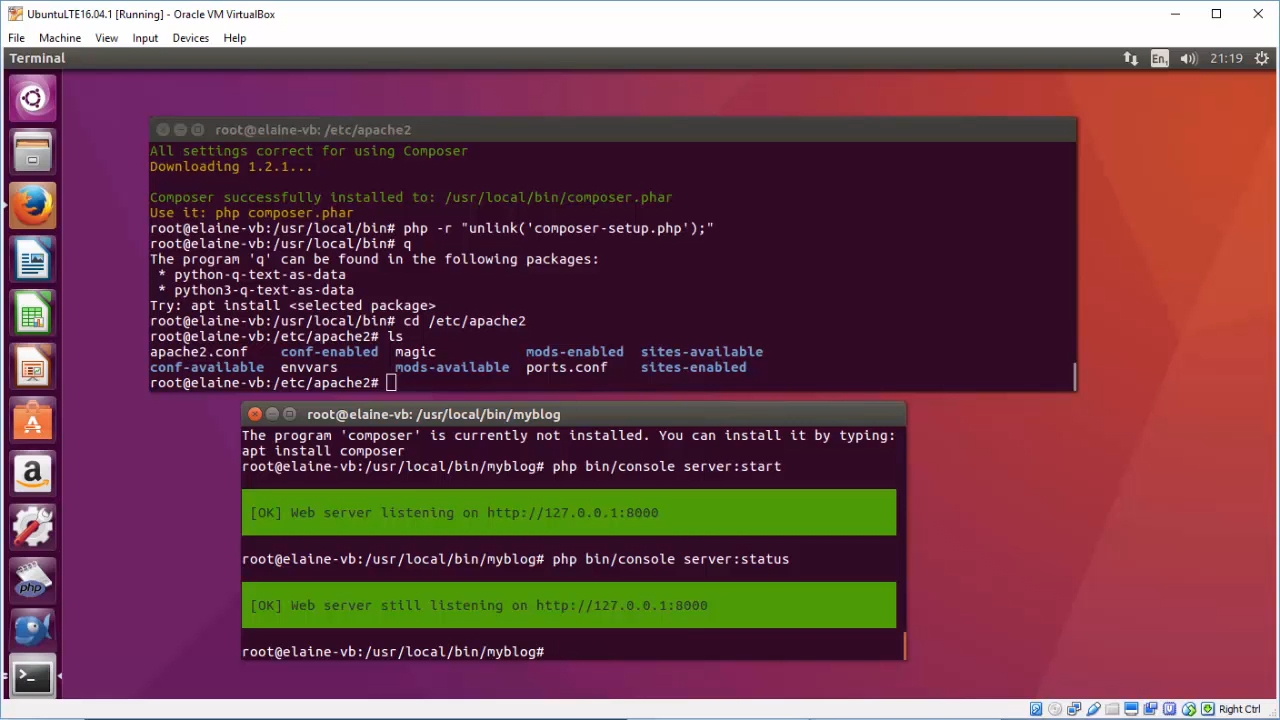 UbuntuLTE16.04.1 [Running] - Oracle VM VirtualBox
File Machine View Input Devices Help
Terminal
En
21:19
root@elaine-vb: /etc/apache2
All settings correct for using Composer
Downloading 1.2.1...
Composer successfully installed to: /usr/local/bin/composer.phar
Use it: php composer.phar
root@elaine-vb:/usr/local/bin# php -r "unlink('composer-setup.php');"
root@elaine-vb:/usr/local/bin# q
The program 'q' can be found in the following packages:
* python-q-text-as-data
* python3-q-text-as-data
Try: apt install <selected package>
root@elaine-vb:/usr/local/bin# cd /etc/apache2
root@elaine-vb:/etc/apache2# ls
apache2.conf conf-enabled magic mods-enabled sites-available
conf-available envvars mods-available ports.conf sites-enabled
root@elaine-vb:/etc/apache2#
root@elaine-vb: /usr/local/bin/myblog
The program 'composer' is currently not installed. You can install it by typing:
apt install composer
root@elaine-vb:/usr/local/bin/myblog# php bin/console server:start
[OK] Web server listening on http://127.0.0.1:8000
root@elaine-vb:/usr/local/bin/myblog# php bin/console server:status
[OK] Web server still listening on http://127.0.0.1:8000
root@elaine-vb:/usr/local/bin/myblog#
php
Right Ctrl